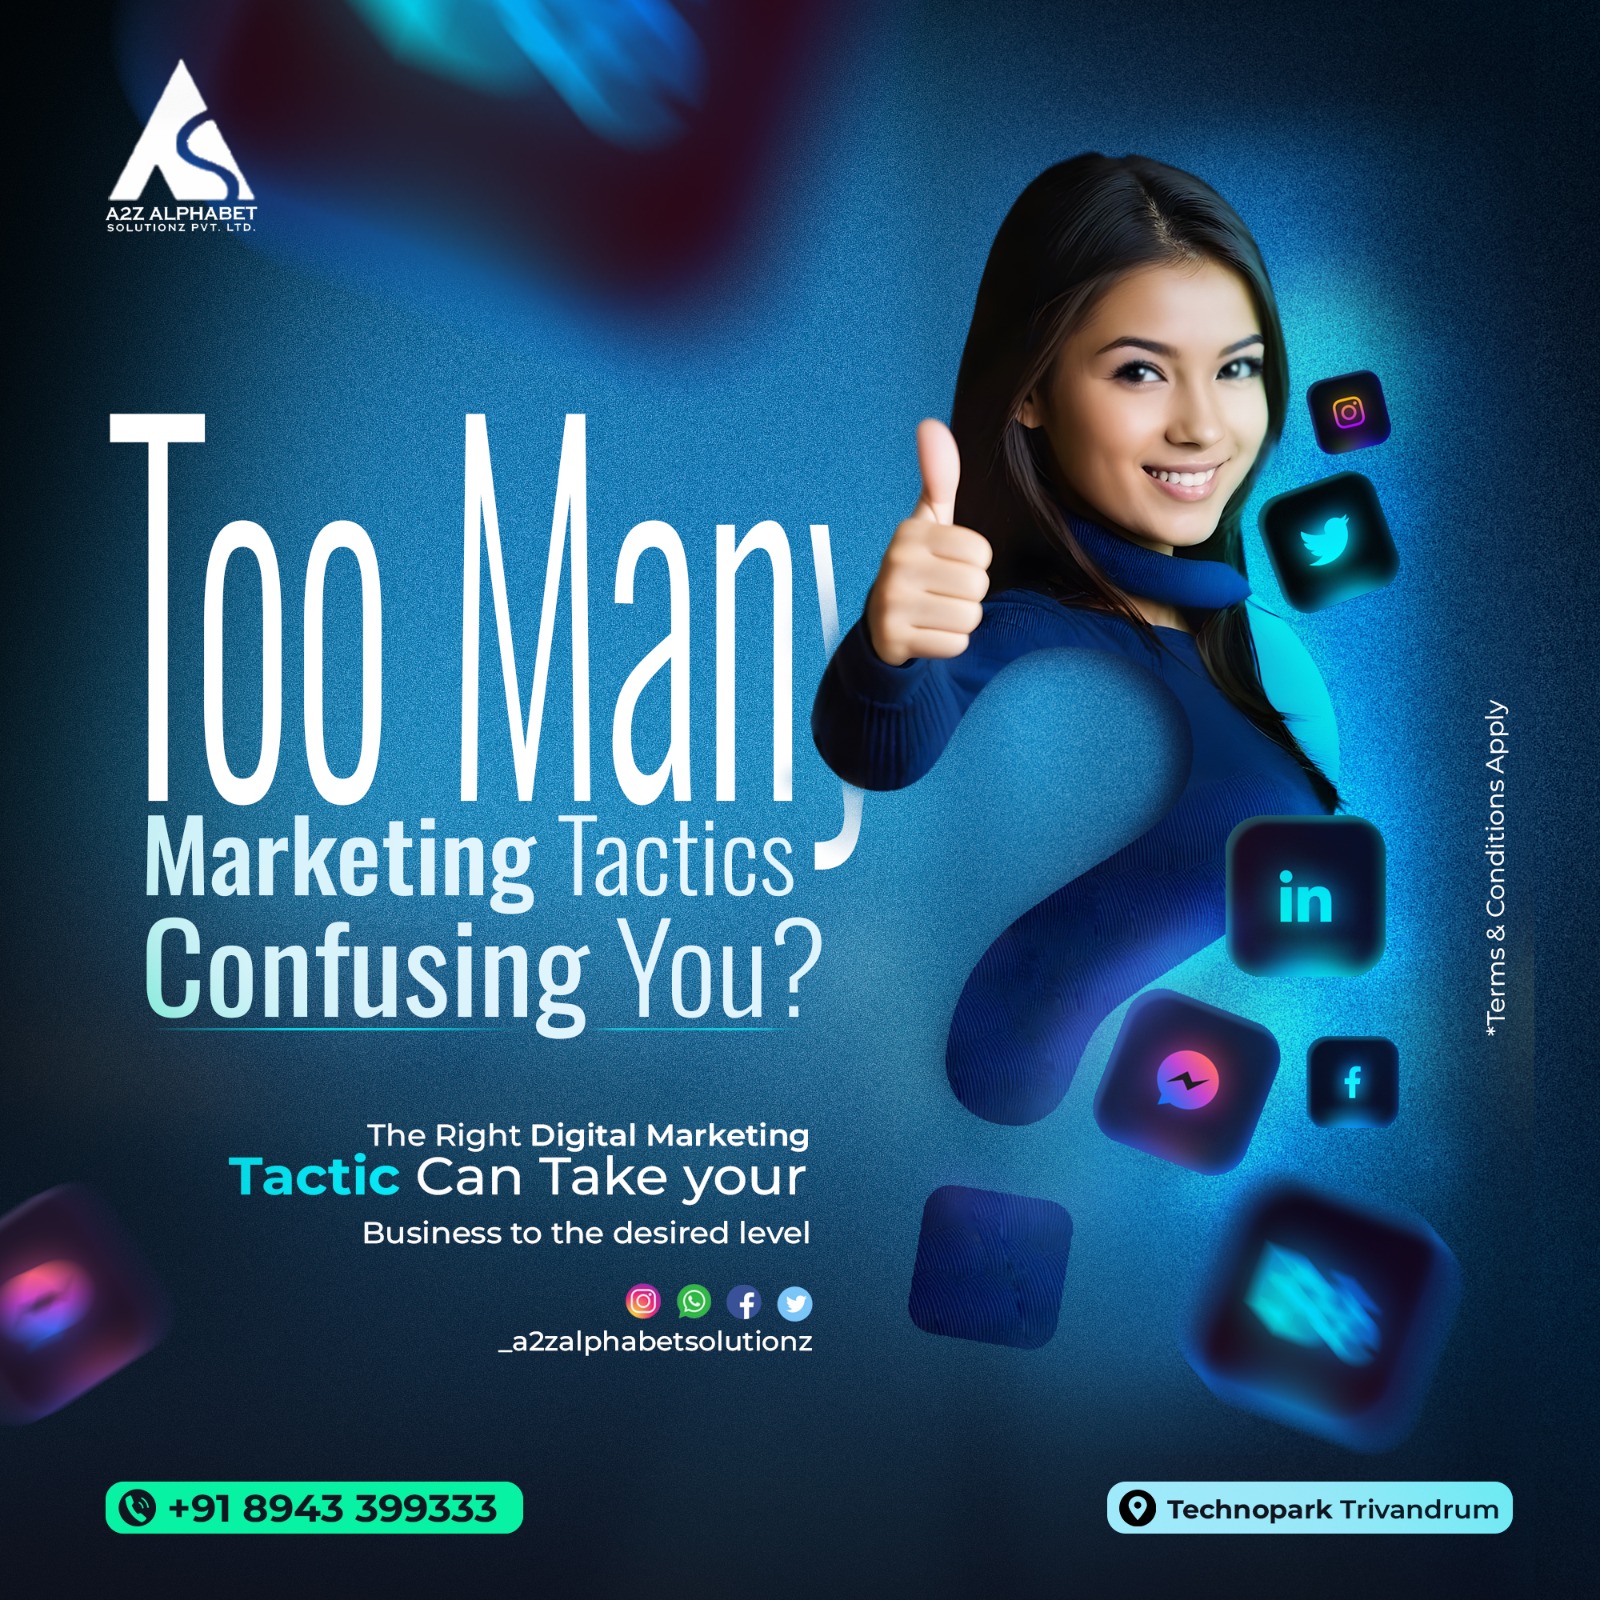 A2Z ALPHABET
SOLUTIONZ PVT. LTD.
Too Many
Marketing Tactics
Confusing You?
The Right Digital Marketing
Tactic Can Take your
Business to the desired level
_a2zalphabetsolutionz
*Terms & Conditions Apply
in
f
f
+91 8943 399333
Technopark Trivandrum